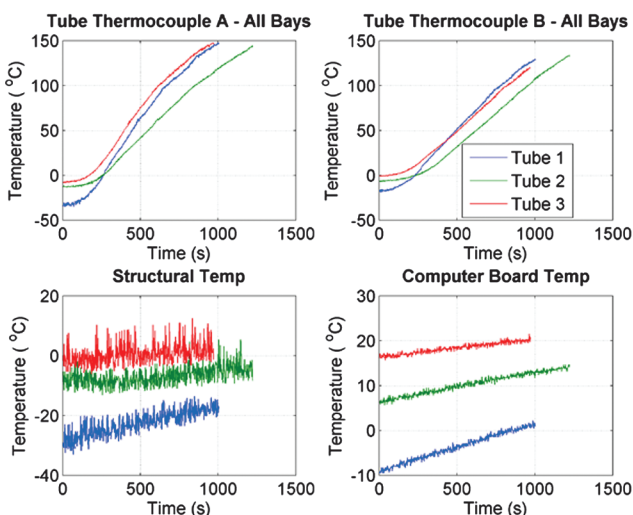 Tube Thermocouple A - All Bays
Temperature ( °C)
150
100
50
0
-50
0
500
1000
1500
Time (s)
Tube Thermocouple B - All Bays
Temperature ( °C)
150
100
50
0
-50
0
500
1000
1500
Time (s)
Tube 1
Tube 2
Tube 3
Structural Temp
Temperature ( °C)
20
0
-20
-40
0
500
1000
1500
Time (s)
Computer Board Temp
Temperature ( °C)
30
20
10
0
-10
0
500
1000
1500
Time (s)